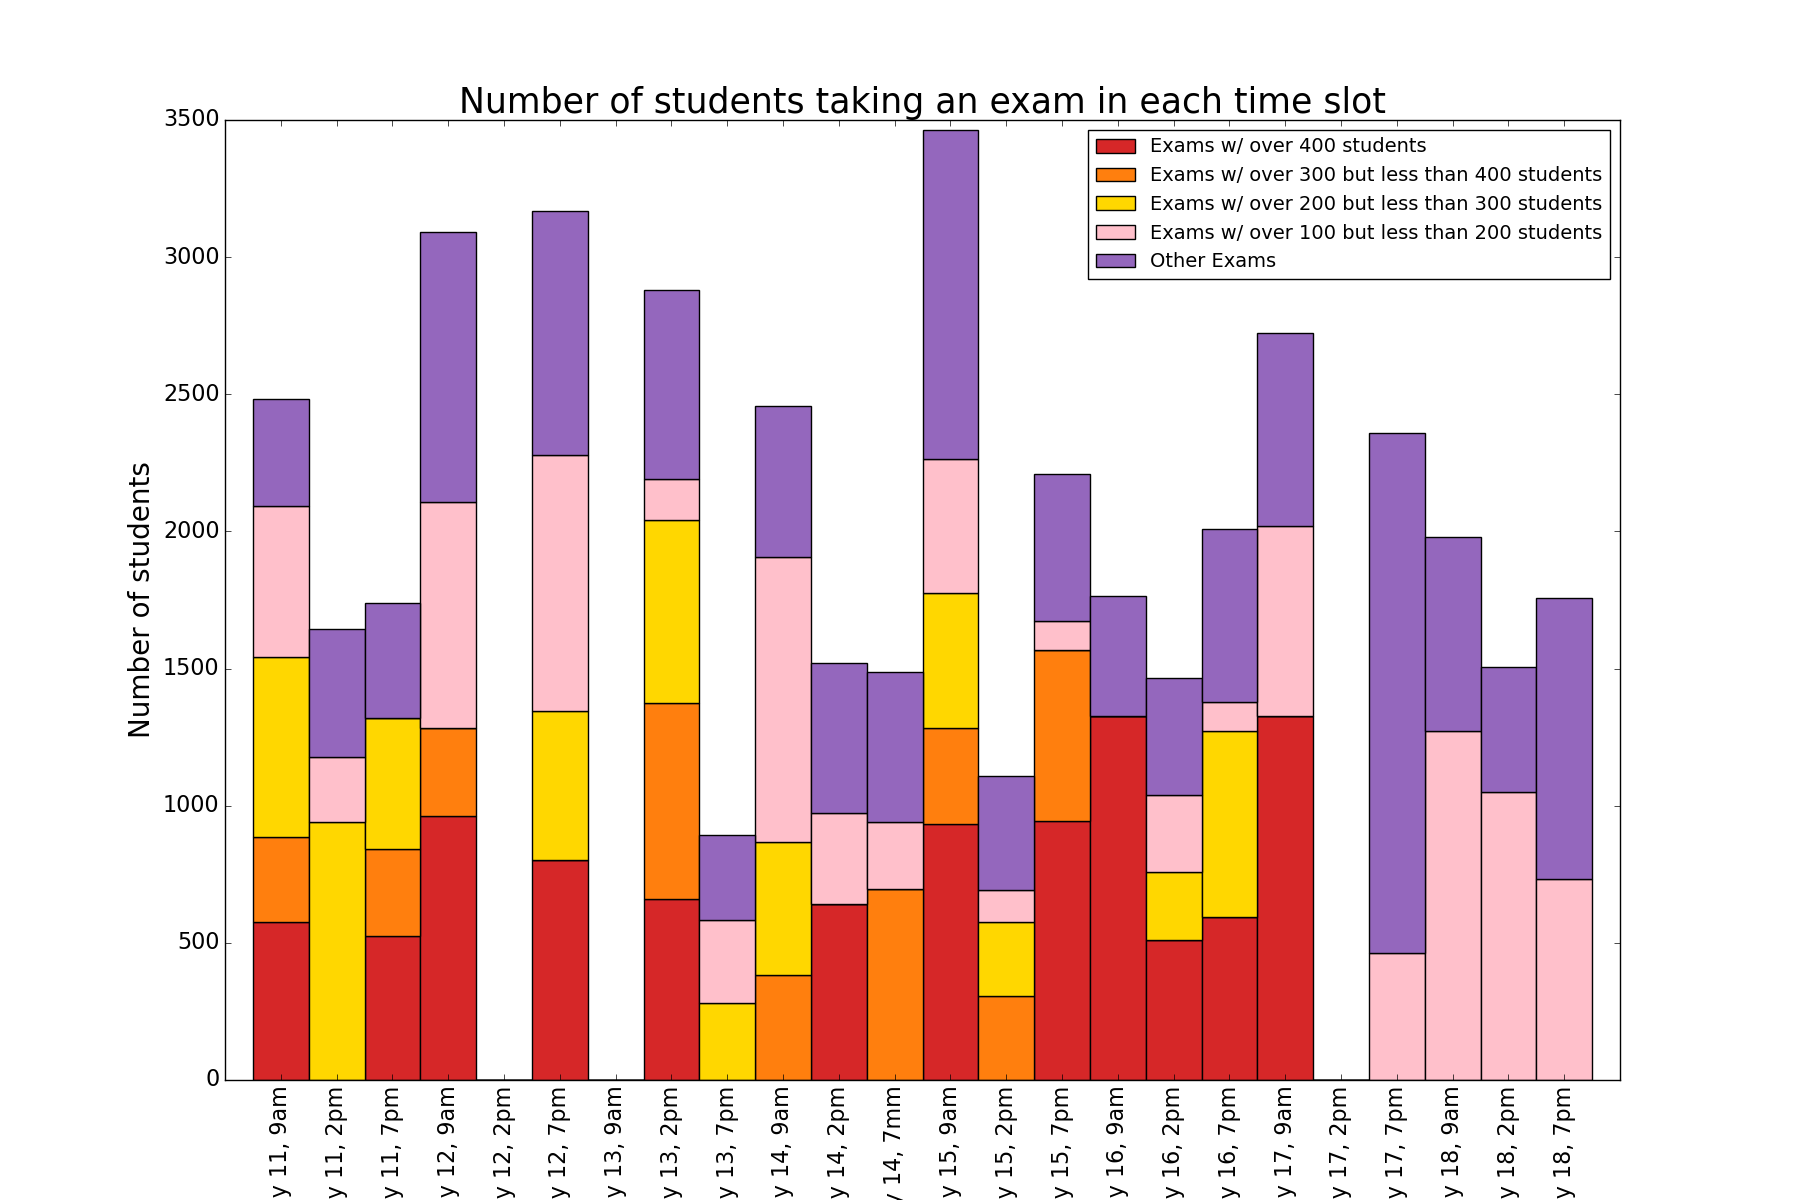 Number of students taking an exam in each time slot
Number of students
3500
3000
2500
2000
1500
1000
500
0
Exams w/ over 400 students
Exams w/ over 300 but less than 400 students
Exams w/ over 200 but less than 300 students
Exams w/ over 100 but less than 200 students
Other Exams
y 11, 9am
y 11, 2pm
y 11, 7pm
y 12, 9am
y 12, 2pm
y 12, 7pm
y 13, 9am
y 13, 2pm
y 13, 7pm
y 14, 9am
y 14, 2pm
y 14, 7mm
y 15, 9am
y 15, 2pm
y 15, 7pm
y 16, 9am
y 16, 2pm
y 16, 7pm
y 17, 9am
y 17, 2pm
y 17, 7pm
y 18, 9am
y 18, 2pm
y 18, 7pm